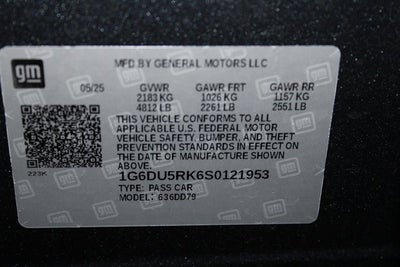 gm
MFD BY GENERAL MOTORS LLC
05/25 GVWR GAWR FRT GAWR RR
2183 KG 1026 KG 1157 KG
4812 LB 2261 LB 2551 LB
THIS VEHICLE CONFORMS TO ALL
APPLICABLE U.S. FEDERAL MOTOR
VEHICLE SAFETY, BUMPER, AND THEFT
PREVENTION STANDARDS IN EFFECT ON
THE DATE OF MANUFACTURE SHOWN ABOVE.
223K
1G6DU5RK6S0121953
TYPE: PASS CAR
MODEL: 636DD79